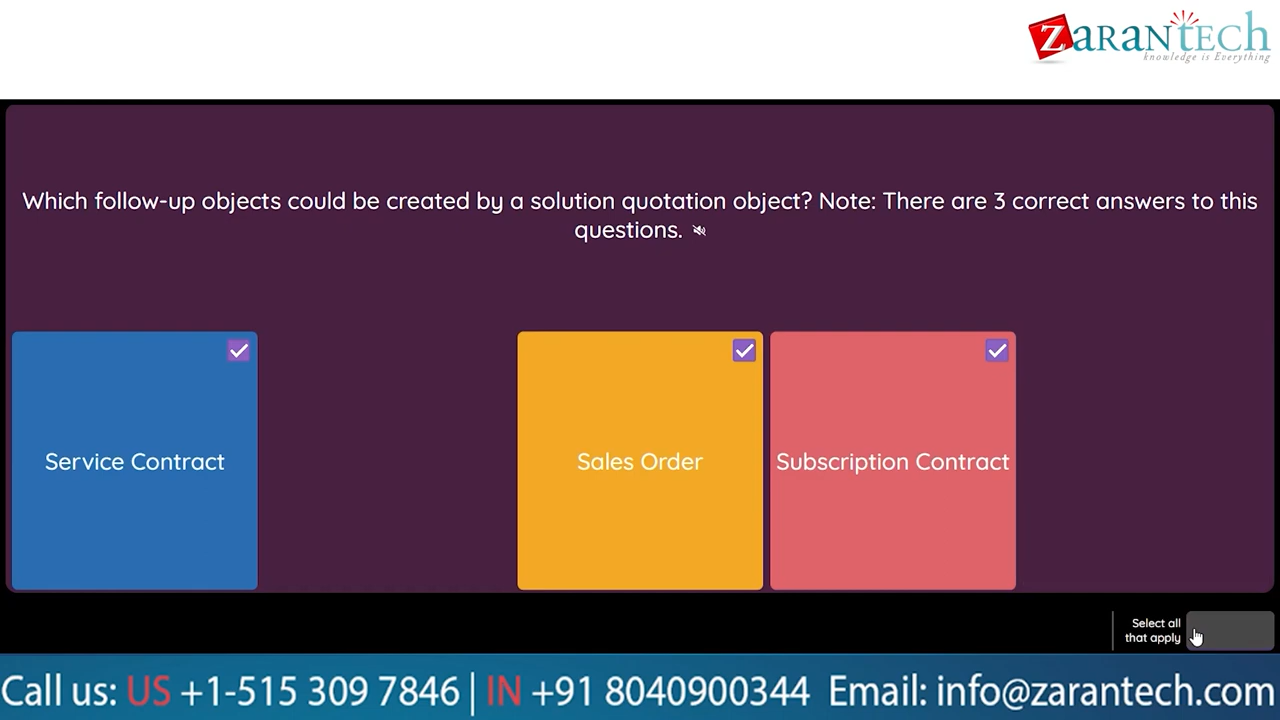 ZARANTECH
knowledge is Everything
Which follow-up objects could be created by a solution quotation object? Note: There are 3 correct answers to this
questions.
Service Contract
Sales Order
Subscription Contract
Select all
that apply
Call us: US +1-515 309 7846 | IN +91 8040900344 Email: info@zarantech.com